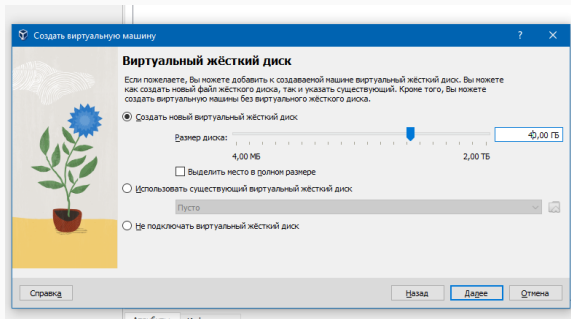 Создать виртуальную машину
Виртуальный жёсткий диск
Если пожелаете, Вы можете добавить к создаваемой машине виртуальный жёсткий диск. Вы можете
как создать новый файл жёсткого диска, так и указать существующий. Кроме того, Вы можете
создать виртуальную машины без виртуального жёсткого диска.
Создать новый виртуальный жёсткий диск
Размер диска:
40,00 ГБ
4,00 МБ
2,00 ТБ
Выделить место в полном размере
Использовать существующий виртуальный жёсткий диск
Пусто
Не подключать виртуальный жёсткий диск
Справка
Назад
Далее
Отмена